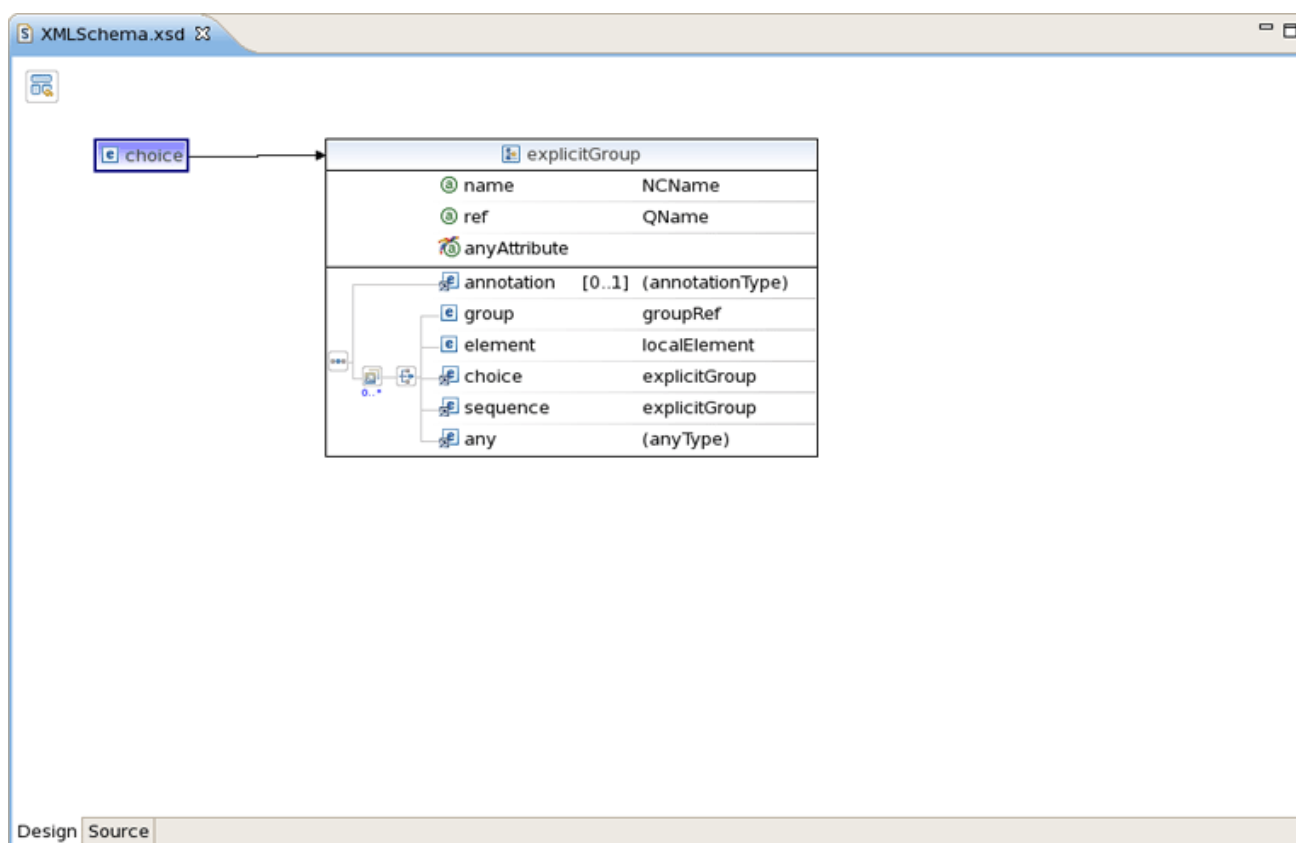 XMLSchema.xsd
choice
explicitGroup
name NCName
ref QName
anyAttribute
annotation [0..1] (annotationType)
group groupRef
element localElement
choice explicitGroup
0..*
sequence explicitGroup
any (anyType)
Design Source